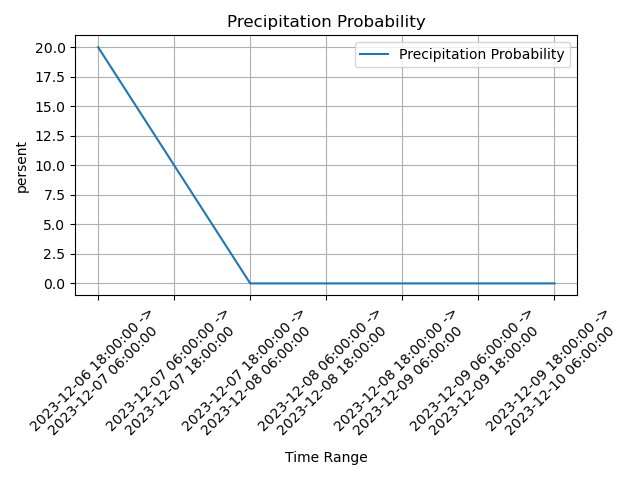 Precipitation Probability
Precipitation Probability
20.0
17.5
15.0
12.5
10.0
7.5
5.0
2.5
0.0
persent
2023-12-06 18:00:00 ->
2023-12-07 06:00:00
2023-12-07 06:00:00 ->
2023-12-07 18:00:00
2023-12-07 18:00:00 ->
2023-12-08 06:00:00
2023-12-08 06:00:00 ->
2023-12-08 18:00:00
2023-12-08 18:00:00 ->
2023-12-09 06:00:00
2023-12-09 06:00:00 ->
2023-12-09 18:00:00
2023-12-09 18:00:00 ->
2023-12-10 06:00:00
Time Range